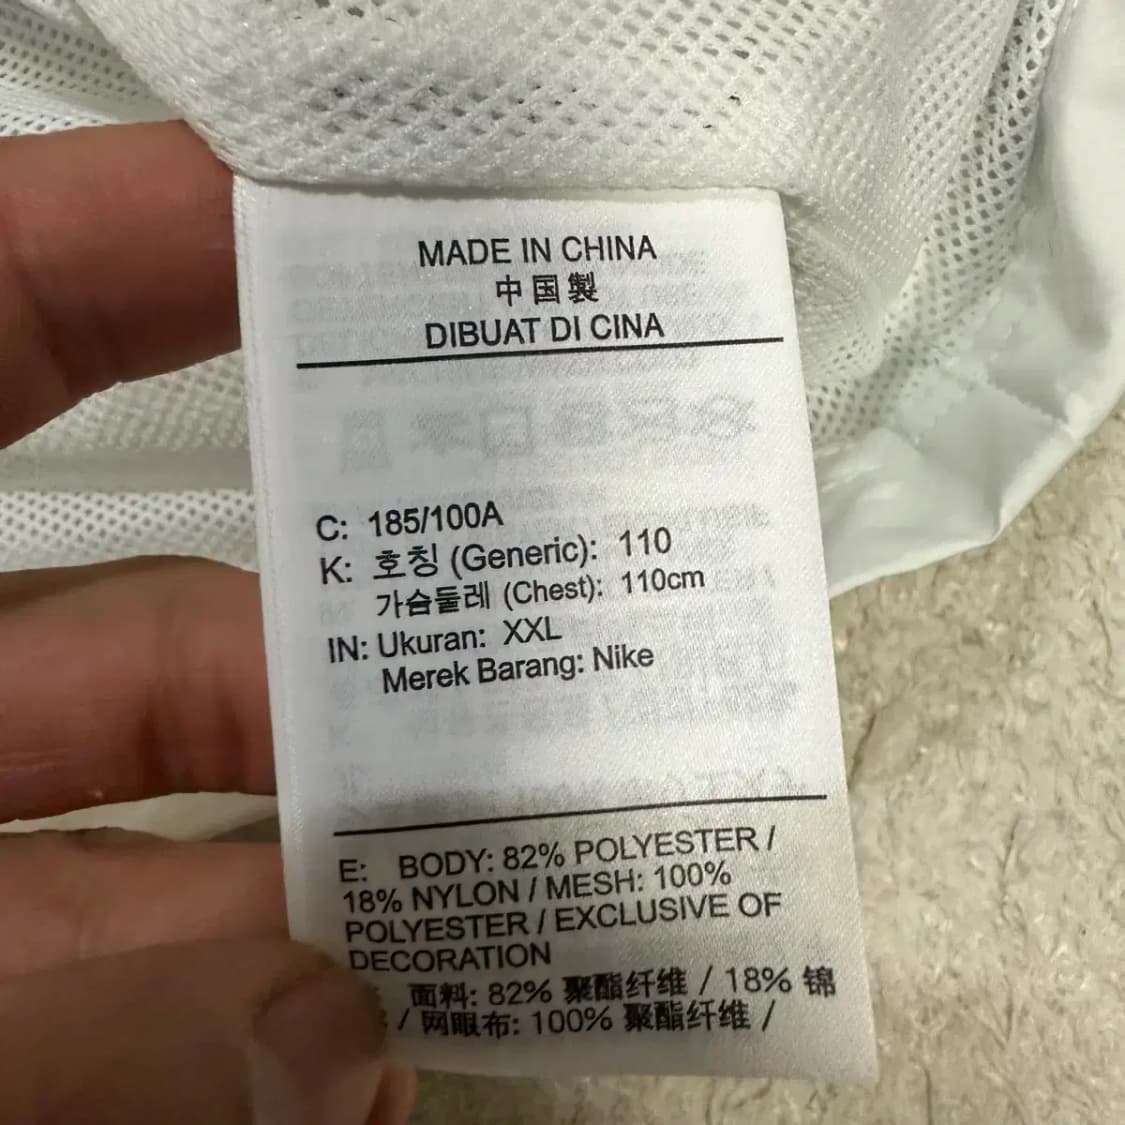 MADE IN CHINA
中国製
DIBUAT DI CINA
C: 185/100A
K: 호칭 (Generic): 110
가슴둘레 (Chest): 110cm
IN: Ukuran: XXL
Merek Barang: Nike
E: BODY: 82% POLYESTER /
18% NYLON / MESH: 100%
POLYESTER / EXCLUSIVE OF
DECORATION
面料: 82% 聚酯纤维 / 18% 锦
/ 网眼布: 100% 聚酯纤维 /